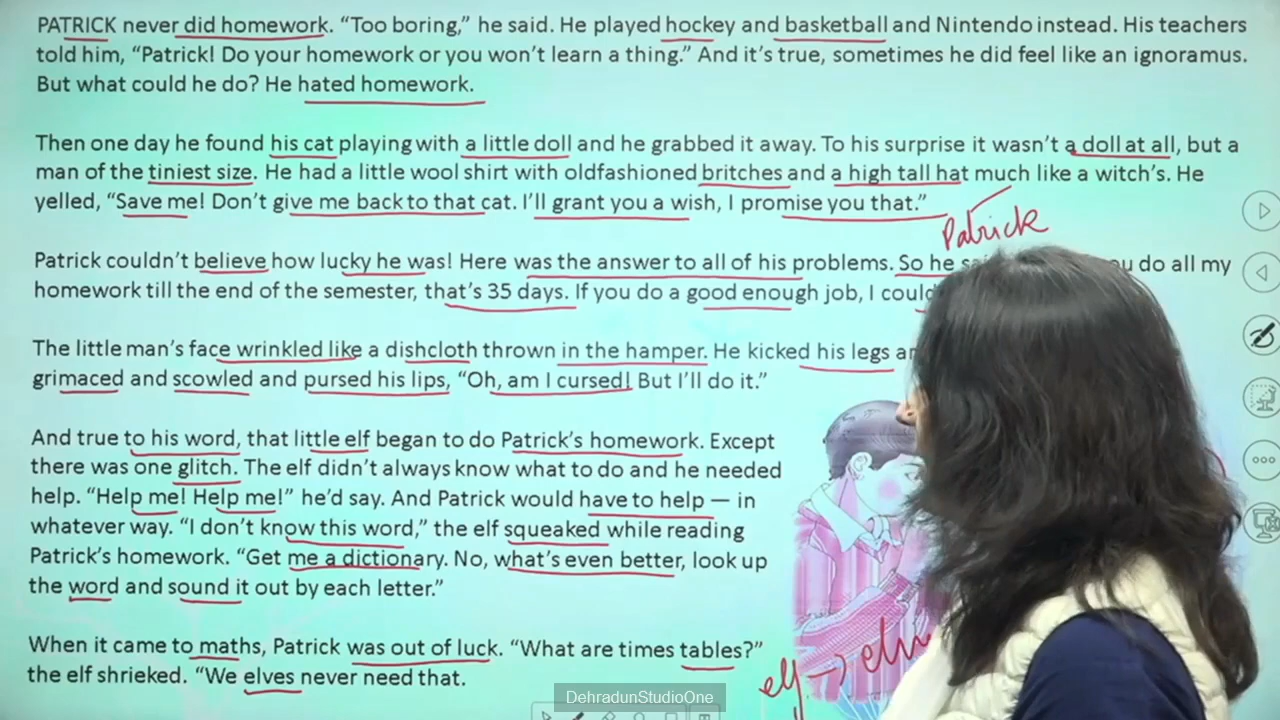 PATRICK never did homework. “Too boring,” he said. He played hockey and basketball and Nintendo instead. His teachers
told him, “Patrick! Do your homework or you won’t learn a thing.” And it’s true, sometimes he did feel like an ignoramus.
But what could he do? He hated homework.
Then one day he found his cat playing with a little doll and he grabbed it away. To his surprise it wasn’t a doll at all, but a
man of the tiniest size. He had a little wool shirt with oldfashioned britches and a high tall hat much like a witch’s. He
yelled, “Save me! Don’t give me back to that cat. I’ll grant you a wish, I promise you that.”
Patrick
Patrick couldn’t believe how lucky he was! Here was the answer to all of his problems. So he do all my
homework till the end of the semester, that’s 35 days. If you do a good enough job, I
The little man’s face wrinkled like a dishcloth thrown in the hamper. He kicked his legs
grimaced and scowled and pursed his lips, “Oh, am I cursed! But I’ll do it.”
And true to his word, that little elf began to do Patrick’s homework. Except
there was one glitch. The elf didn’t always know what to do and he needed
help. “Help me! Help me!” he’d say. And Patrick would have to help — in
whatever way. “I don’t know this word,” the elf squeaked while reading
Patrick’s homework. “Get me a dictionary. No, what’s even better, look up
the word and sound it out by each letter.”
When it came to maths, Patrick was out of luck. “What are times tables?”
the elf shrieked. “We elves never need that.
elf →
DehradunStudioOne